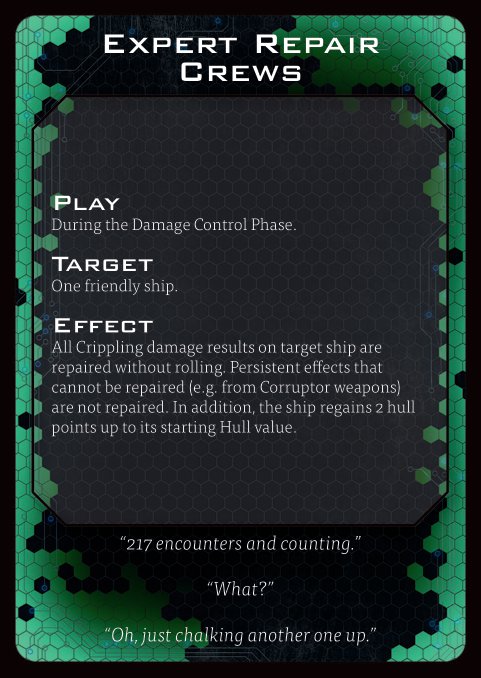 Expert Repair
Crews
Play
During the Damage Control Phase.
Target
One friendly ship.
Effect
All Crippling damage results on target ship are
repaired without rolling. Persistent effects that
cannot be repaired (e.g. from Corruptor weapons)
are not repaired. In addition, the ship regains 2 hull
points up to its starting Hull value.
“217 encounters and counting.”
“What?”
“Oh, just chalking another one up.”